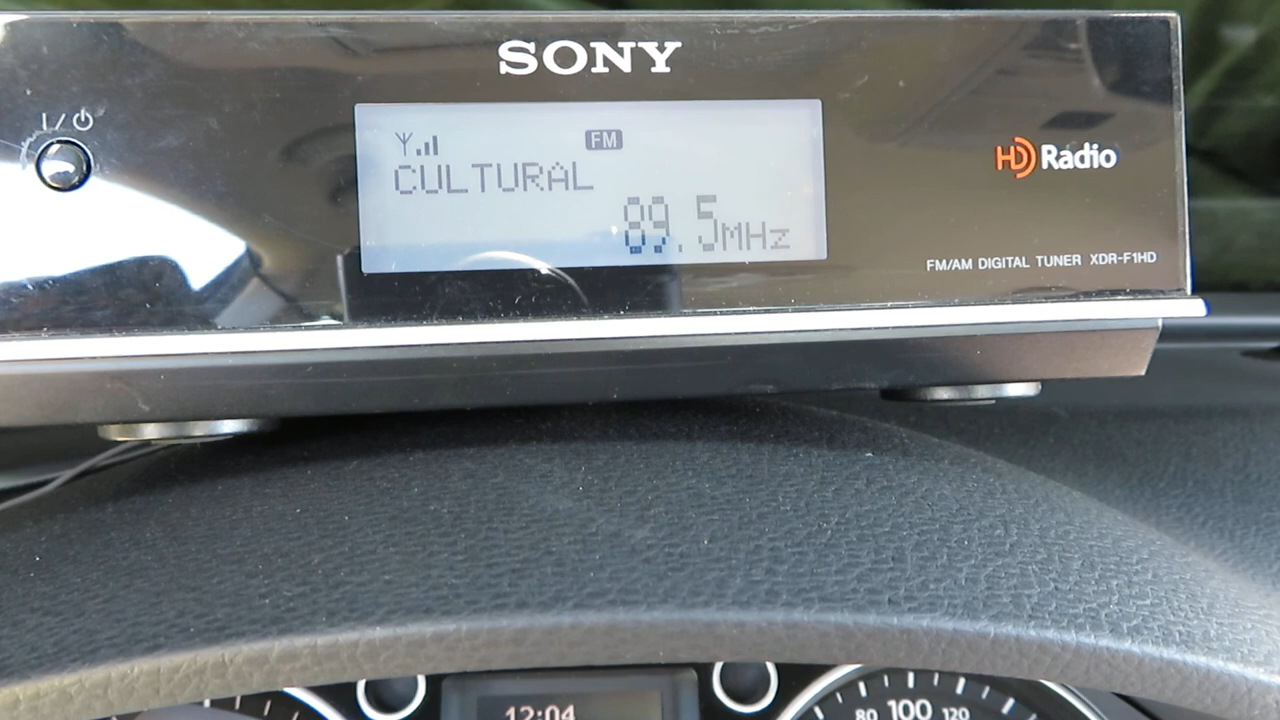 SONY
I/⏻
FM
CULTURAL
89.5MHz
HD Radio
FM/AM DIGITAL TUNER XDR-F1HD
12:04
80 100 120